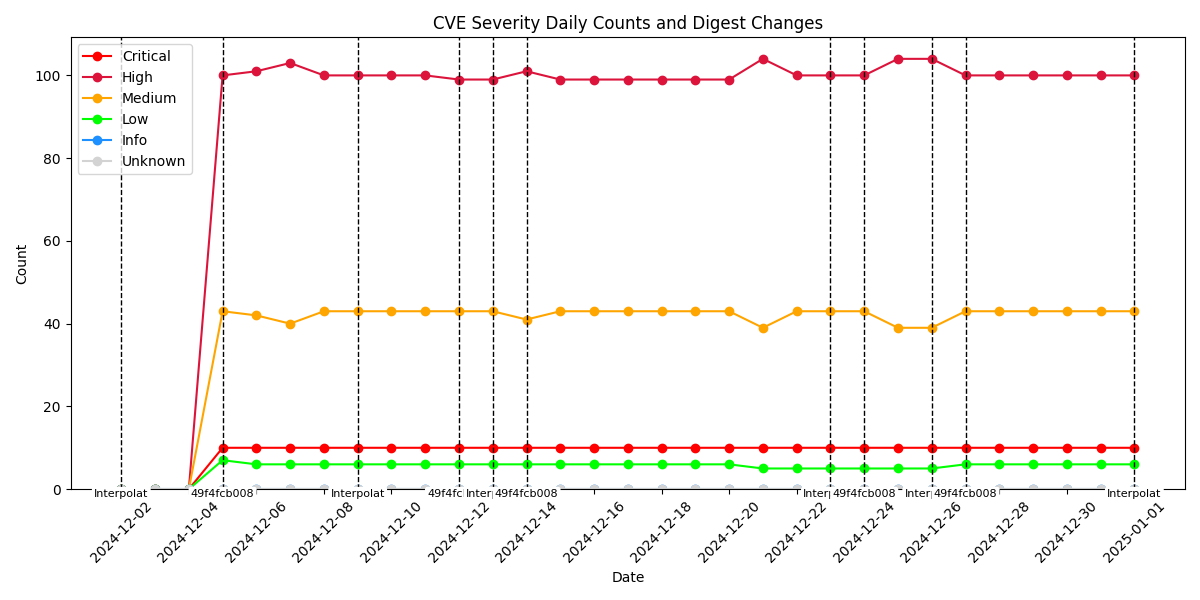 CVE Severity Daily Counts and Digest Changes
Critical
High
Medium
Low
Info
Unknown
Count
100
80
60
40
20
0
Interpolat
49f4fcb008
Interpolat
49f4fc
Inter
49f4fcb008
Inter
49f4fcb008
Inter
49f4fcb008
Interpolat
2024-12-02
2024-12-04
2024-12-06
2024-12-08
2024-12-10
2024-12-12
2024-12-14
2024-12-16
2024-12-18
2024-12-20
2024-12-22
2024-12-24
2024-12-26
2024-12-28
2024-12-30
2025-01-01
Date